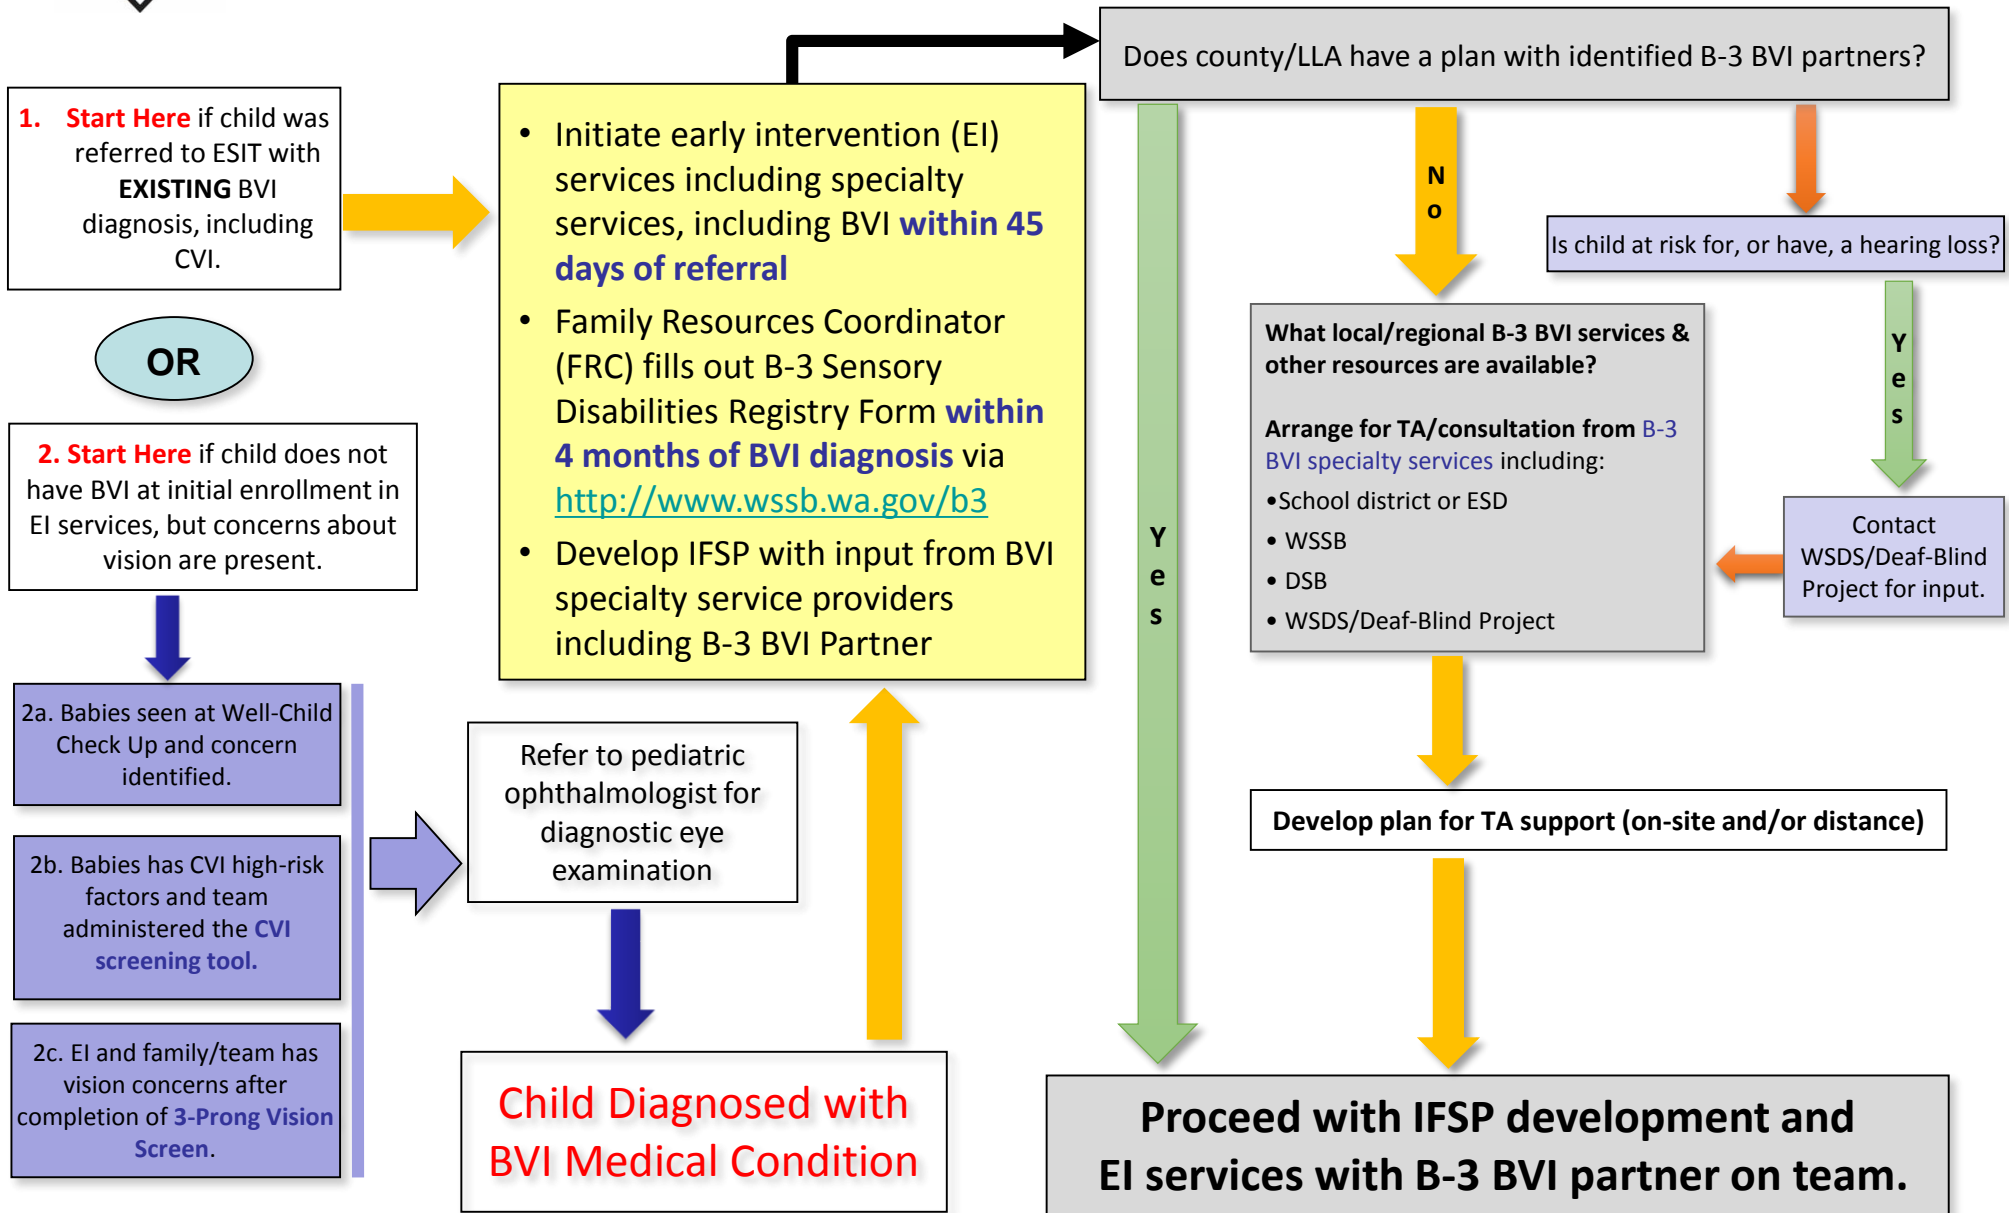 1. Start Here if child was
referred to ESIT with
EXISTING BVI
diagnosis, including
CVI.
OR
2. Start Here if child does not
have BVI at initial enrollment in
EI services, but concerns about
vision are present.
2a. Babies seen at Well-Child
Check Up and concern
identified.
2b. Babies has CVI high-risk
factors and team
administered the CVI
screening tool.
2c. EI and family/team has
vision concerns after
completion of 3-Prong Vision
Screen.
Refer to pediatric
ophthalmologist for
diagnostic eye
examination
Child Diagnosed with
BVI Medical Condition
• Initiate early intervention (EI)
services including specialty
services, including BVI within 45
days of referral
• Family Resources Coordinator
(FRC) fills out B-3 Sensory
Disabilities Registry Form within
4 months of BVI diagnosis via
http://www.wssb.wa.gov/b3
• Develop IFSP with input from BVI
specialty service providers
including B-3 BVI Partner
Does county/LLA have a plan with identified B-3 BVI partners?
Yes
No
Is child at risk for, or have, a hearing loss?
Yes
Contact
WSDS/Deaf-Blind
Project for input.
What local/regional B-3 BVI services &
other resources are available?
Arrange for TA/consultation from B-3
BVI specialty services including:
•School district or ESD
• WSSB
• DSB
• WSDS/Deaf-Blind Project
Develop plan for TA support (on-site and/or distance)
Proceed with IFSP development and
EI services with B-3 BVI partner on team.